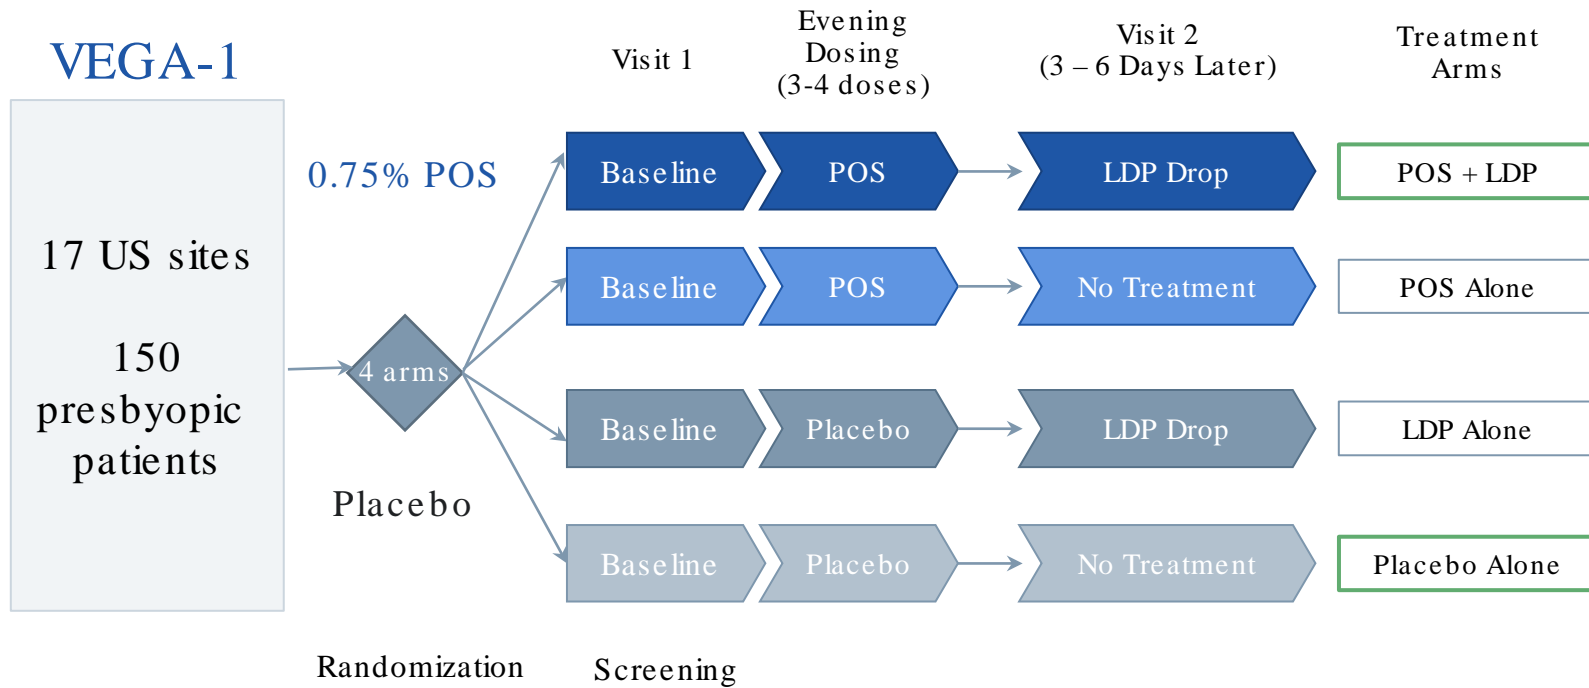 VEGA-1
Visit 1
Evening
Dosing
(3-4 doses)
Visit 2
(3 – 6 Days Later)
Treatment
Arms
17 US sites
150
presbyopic
patients
0.75% POS
4 arms
Placebo
Baseline
POS
LDP Drop
POS + LDP
Baseline
POS
No Treatment
POS Alone
Baseline
Placebo
LDP Drop
LDP Alone
Baseline
Placebo
No Treatment
Placebo Alone
Randomization
Screening